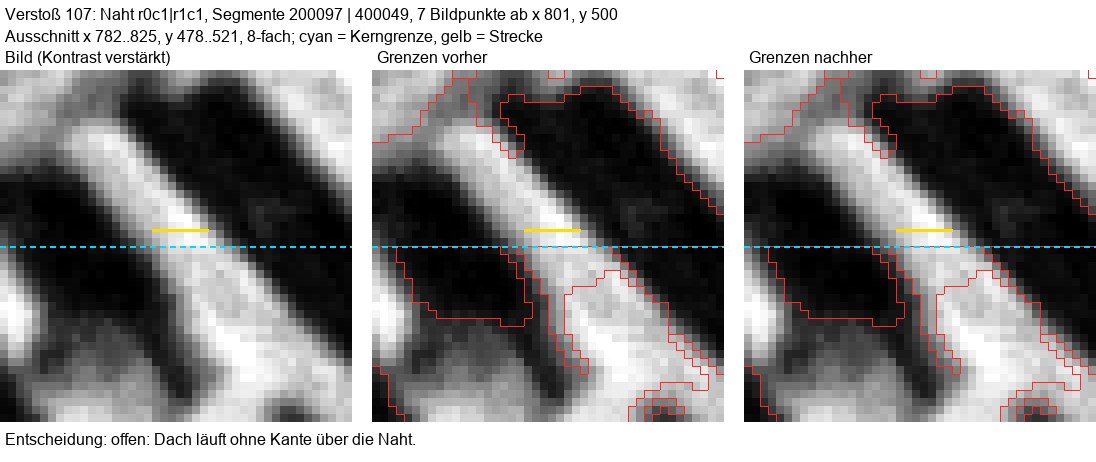 Verstoß 107: Naht r0c1|r1c1, Segmente 200097 | 400049, 7 Bildpunkte ab x 801, y 500
Ausschnitt x 782..825, y 478..521, 8-fach; cyan = Kerngrenze, gelb = Strecke
Bild (Kontrast verstärkt)
Grenzen vorher
Grenzen nachher
Entscheidung: offen: Dach läuft ohne Kante über die Naht.